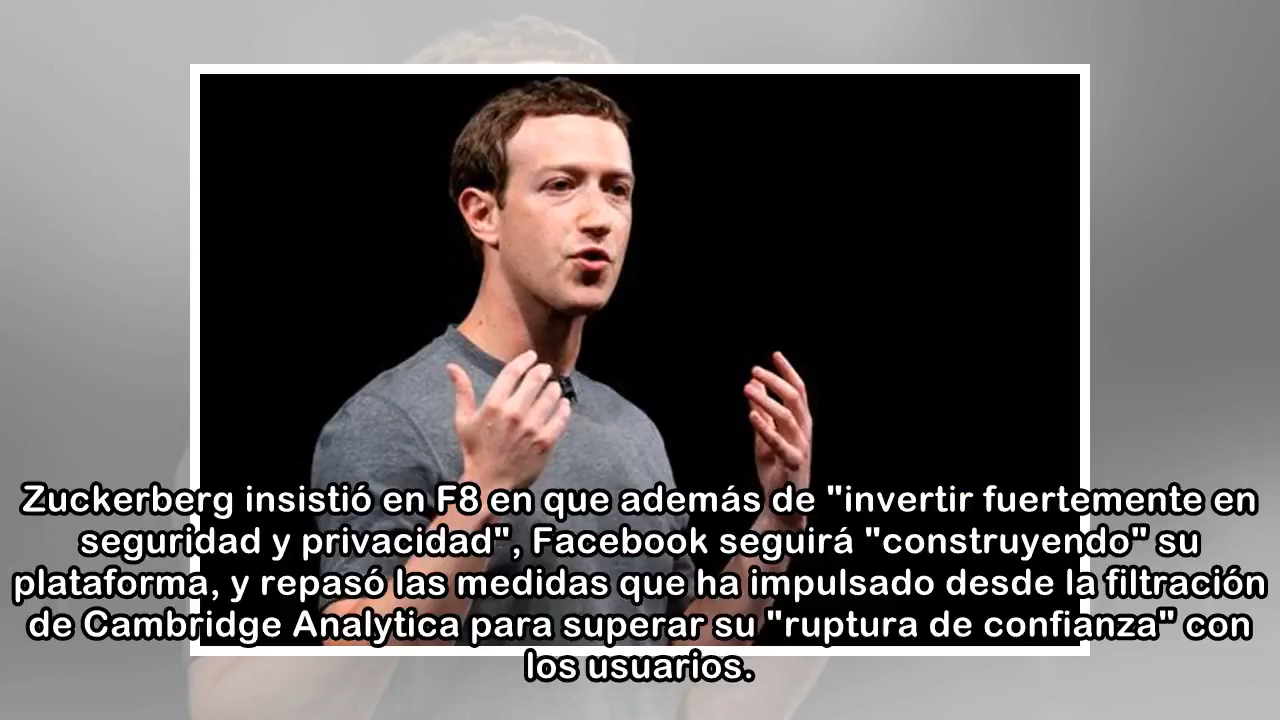 Zuckerberg insistió en F8 en que además de "invertir fuertemente en
seguridad y privacidad", Facebook seguirá "construyendo" su
plataforma, y repasó las medidas que ha impulsado desde la filtración
de Cambridge Analytica para superar su "ruptura de confianza" con
los usuarios.